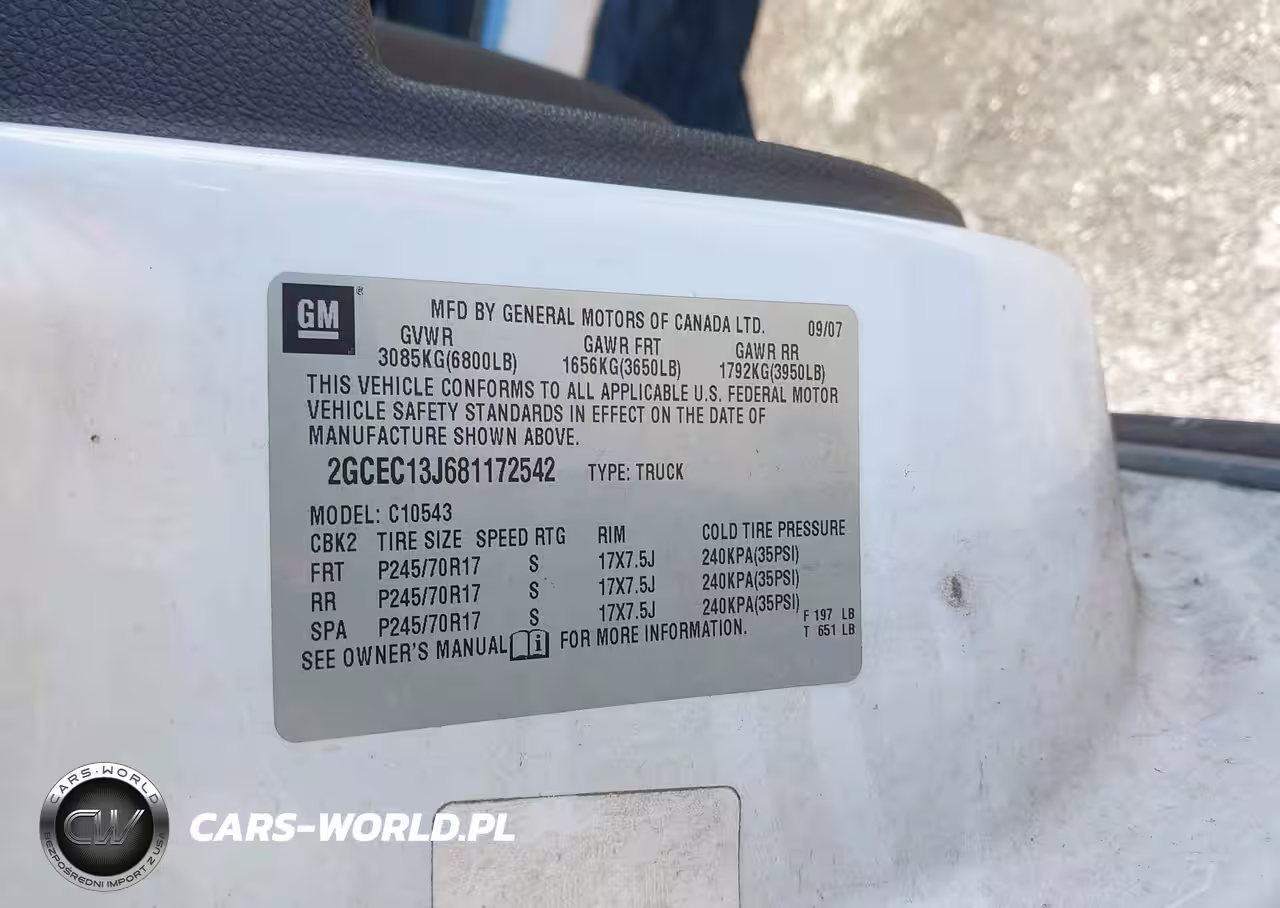 GM
MFD BY GENERAL MOTORS OF CANADA LTD. 09/07
GVWR GAWR FRT GAWR RR
3085KG(6800LB) 1656KG(3650LB) 1792KG(3950LB)
THIS VEHICLE CONFORMS TO ALL APPLICABLE U.S. FEDERAL MOTOR
VEHICLE SAFETY STANDARDS IN EFFECT ON THE DATE OF
MANUFACTURE SHOWN ABOVE.
2GCEC13J681172542 TYPE: TRUCK
MODEL: C10543
CBK2 TIRE SIZE SPEED RTG RIM COLD TIRE PRESSURE
FRT P245/70R17 S 17X7.5J 240KPA(35PSI)
RR P245/70R17 S 17X7.5J 240KPA(35PSI)
SPA P245/70R17 S 17X7.5J 240KPA(35PSI)
F 197 LB
T 651 LB
SEE OWNER'S MANUAL i FOR MORE INFORMATION.
CARS-WORLD
CW
BEZPOŚREDNI IMPORT Z USA
CARS-WORLD.PL